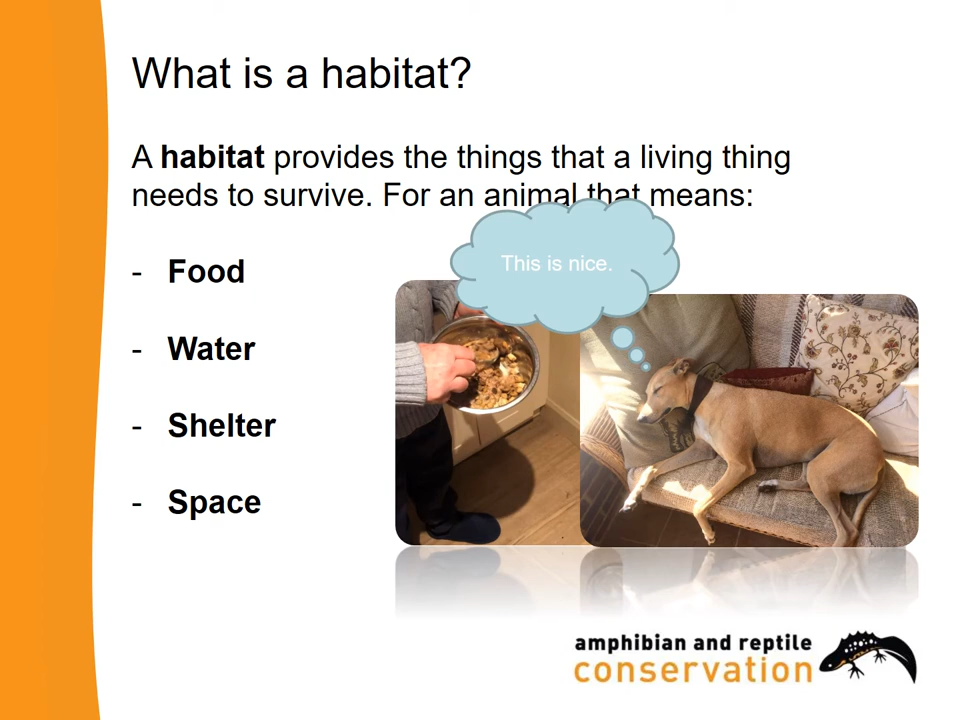 What is a habitat?
A habitat provides the things that a living thing
needs to survive. For an animal that means:
This is nice.
- Food
- Water
- Shelter
- Space
amphibian and reptile
conservation